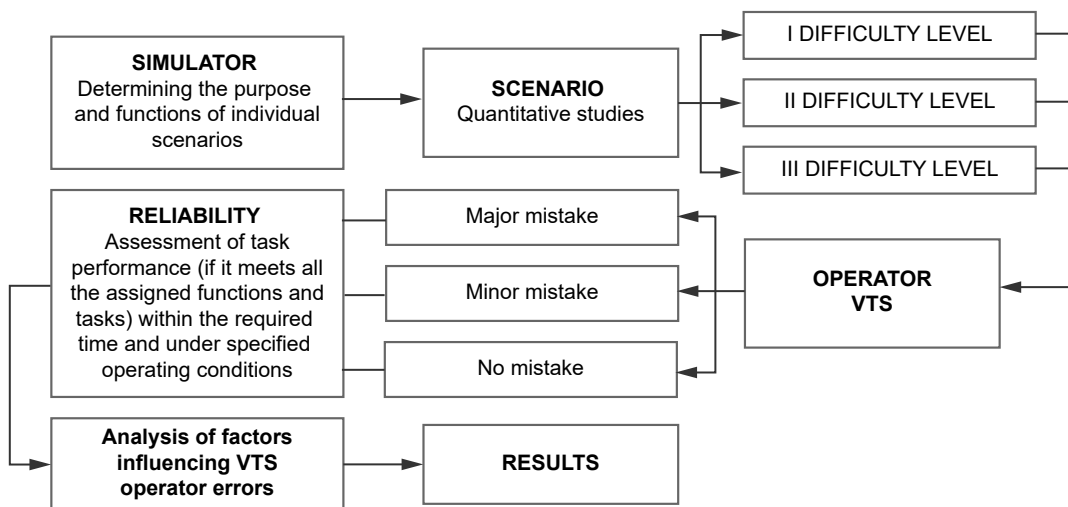 SIMULATOR
Determining the purpose
and functions of individual
scenarios
SCENARIO
Quantitative studies
I DIFFICULTY LEVEL
II DIFFICULTY LEVEL
III DIFFICULTY LEVEL
RELIABILITY
Assessment of task
performance (if it meets all
the assigned functions and
tasks) within the required
time and under specified
operating conditions
Major mistake
Minor mistake
No mistake
OPERATOR
VTS
Analysis of factors
influencing VTS
operator errors
RESULTS